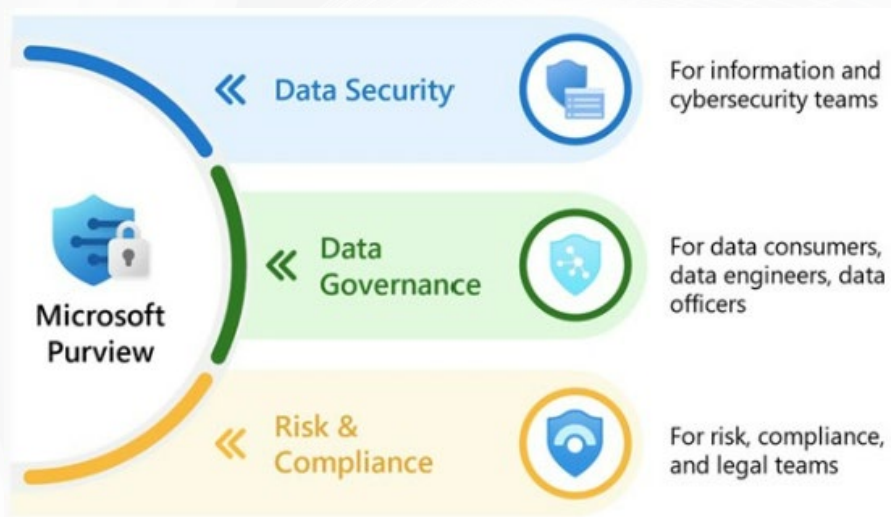 Microsoft
Purview
Data Security
For information and
cybersecurity teams
Data
Governance
For data consumers,
data engineers, data
officers
Risk &
Compliance
For risk, compliance,
and legal teams